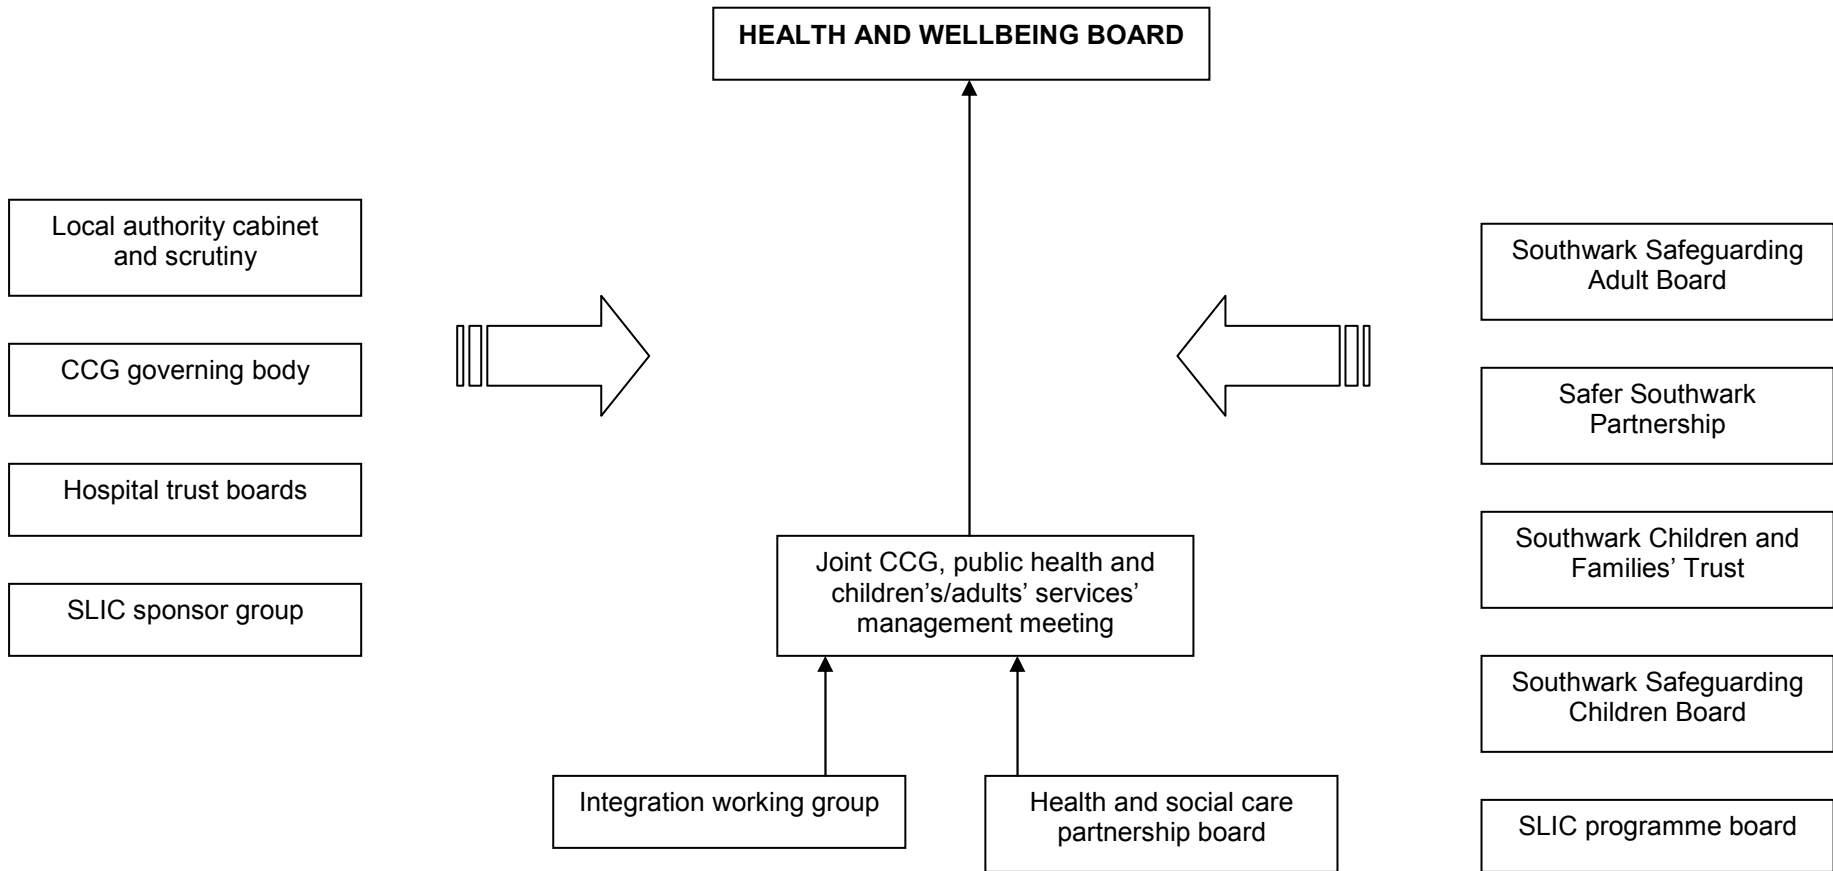 HEALTH AND WELLBEING BOARD
Local authority cabinet
and scrutiny
CCG governing body
Hospital trust boards
SLIC sponsor group
Joint CCG, public health and
children’s/adults’ services’
management meeting
Integration working group
Health and social care
partnership board
Southwark Safeguarding
Adult Board
Safer Southwark
Partnership
Southwark Children and
Families’ Trust
Southwark Safeguarding
Children Board
SLIC programme board